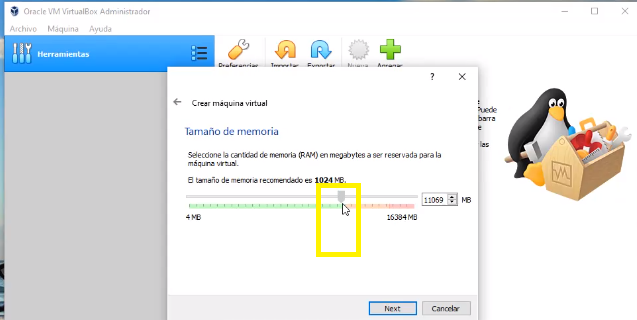 Oracle VM VirtualBox Administrador
Archivo Máquina Ayuda
Herramientas
Preferencias Importar Exportar Nueva Agregar
Crear máquina virtual
Puede
barra
e
las
Tamaño de memoria
Seleccione la cantidad de memoria (RAM) en megabytes a ser reservada para la
máquina virtual.
El tamaño de memoria recomendado es 1024 MB.
11069 MB
4 MB 16384 MB
Next Cancelar